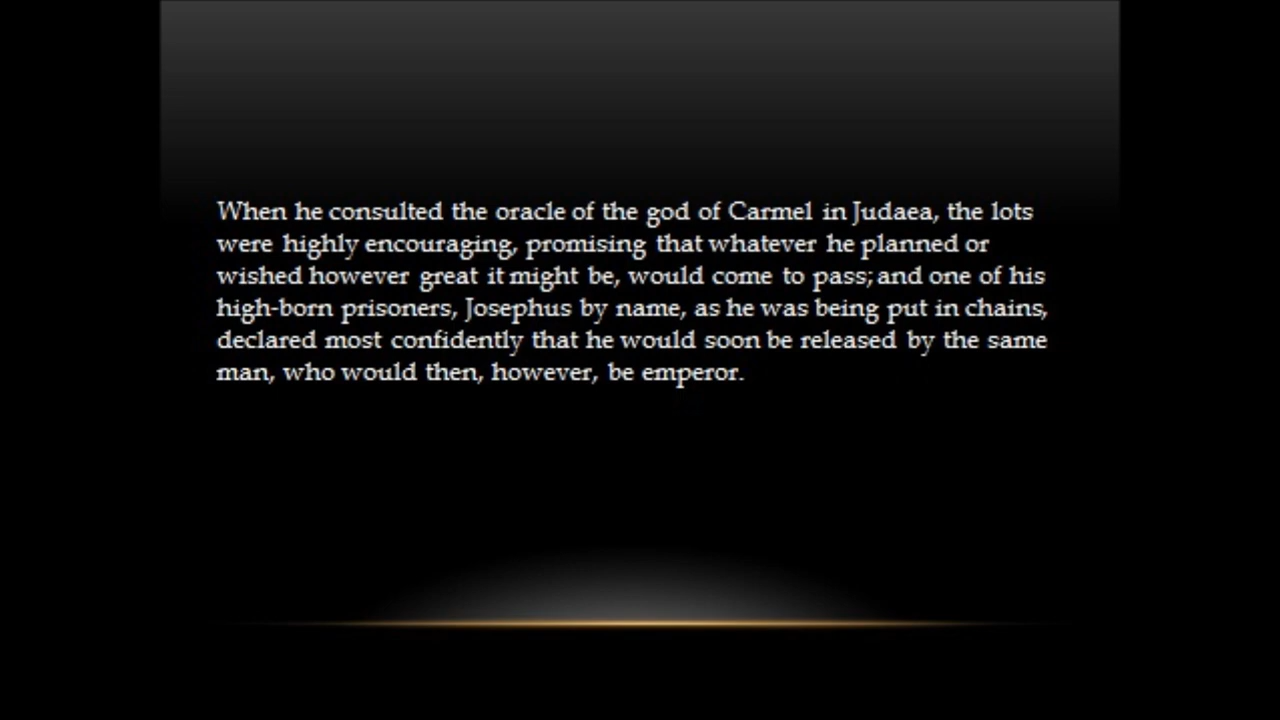 When he consulted the oracle of the god of Carmel in Judaea, the lots
were highly encouraging, promising that whatever he planned or
wished however great it might be, would come to pass; and one of his
high-born prisoners, Josephus by name, as he was being put in chains,
declared most confidently that he would soon be released by the same
man, who would then, however, be emperor.